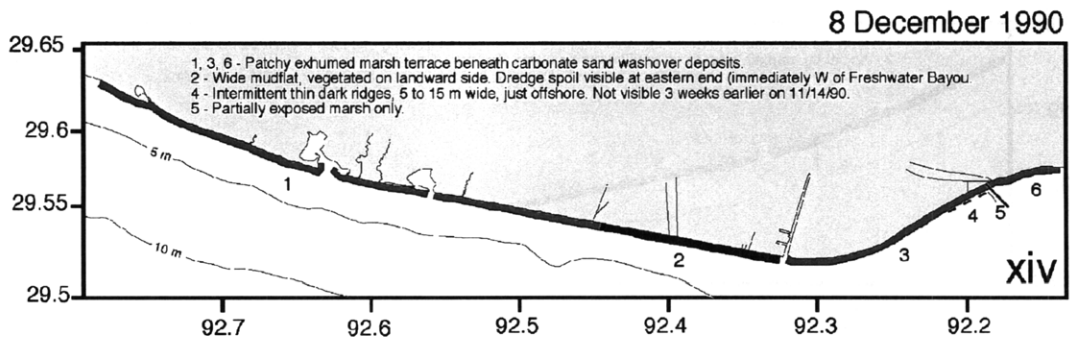 8 December 1990
29.65
1, 3, 6 - Patchy exhumed marsh terrace beneath carbonate sand washover deposits.
2 - Wide mudflat, vegetated on landward side. Dredge spoil visible at eastern end (immediately W of Freshwater Bayou
4 - Intermittent thin dark ridges, 5 to 15 m wide, just offshore. Not visible 3 weeks earlier on 11/14/90.
5 - Partially exposed marsh only.
29.6
5 m
1
6
29.55
4
5
10 m
2
3
xiv
29.5
92.7
92.6
92.5
92.4
92.3
92.2